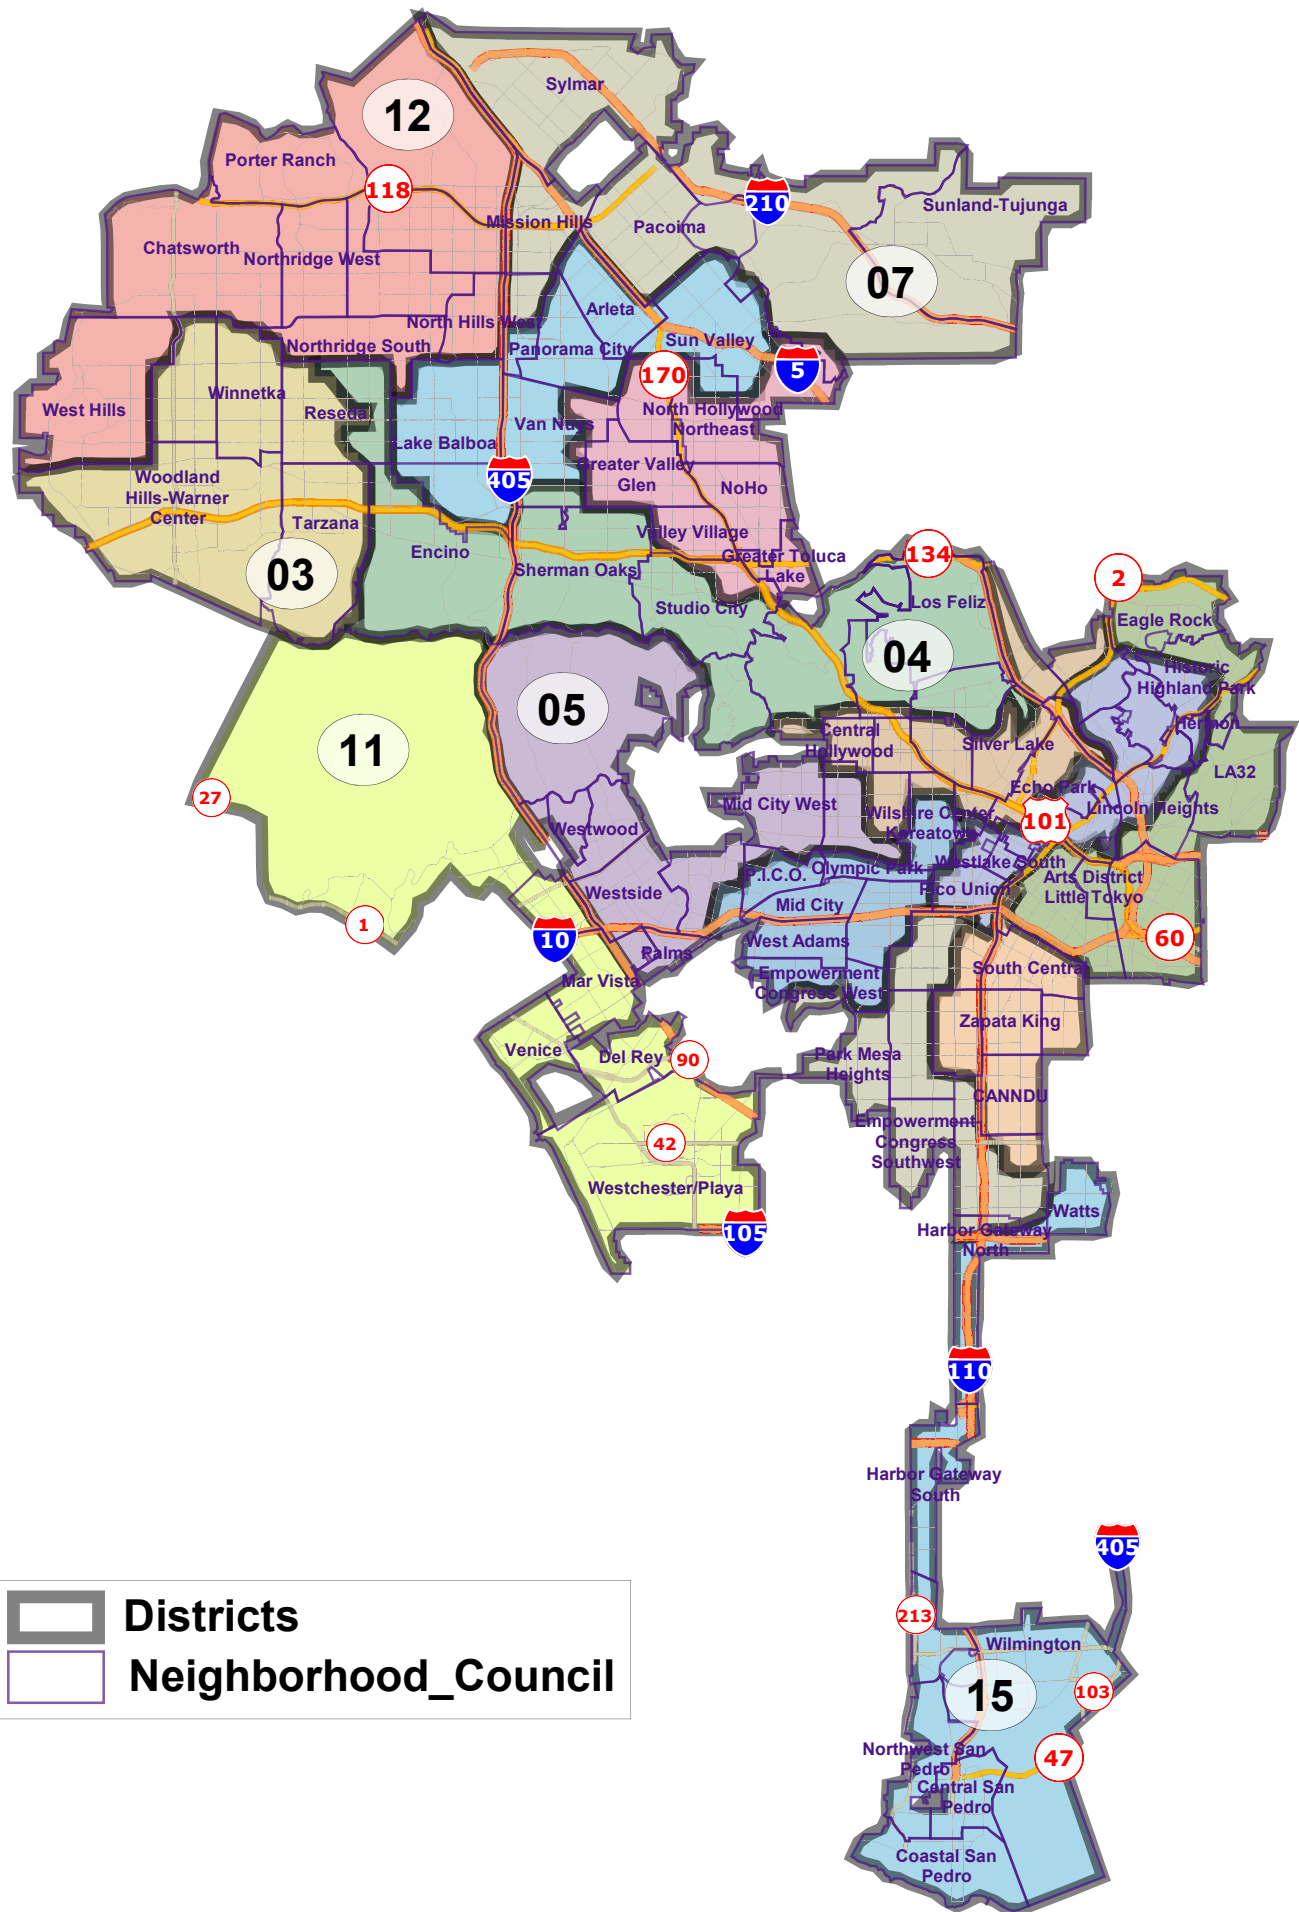 Sylmar
12
Porter Ranch
118
210
Sunland-Tujunga
Mission Hills
Pacoima
Chatsworth
Northridge West
07
Arleta
North Hills West
Sun Valley
Northridge South
Panorama City
5
170
Winnetka
West Hills
Reseda
North Hollywood
Northeast
Van Nuys
Lake Balboa
Greater Valley
Glen
Woodland
Hills-Warner
Center
405
NoHo
Tarzana
Valley Village
Encino
Greater Toluca
Lake
134
Sherman Oaks
03
2
Los Feliz
Studio City
Eagle Rock
04
Historic
Highland Park
05
Hermon
11
Central
Hollywood
Silver Lake
LA32
27
Echo Park
Mid City West
Lincoln Heights
Wilshire Center
Koreatown
101
Westwood
Westlake South
P.I.C.O.
Olympic Park
Arts District
Little Tokyo
Westside
Pico Union
Mid City
1
10
West Adams
60
Palms
South Central
Mar Vista
Empowerment
Congress West
Zapata King
Venice
Del Rey
90
Park Mesa
Heights
CANNDU
Empowerment
Congress
Southwest
42
Westchester/Playa
Watts
105
Harbor Gateway
North
110
Harbor Gateway
South
405
213
Districts
Wilmington
Neighborhood_Council
15
103
Northwest San
Pedro
47
Central San
Pedro
Coastal San
Pedro